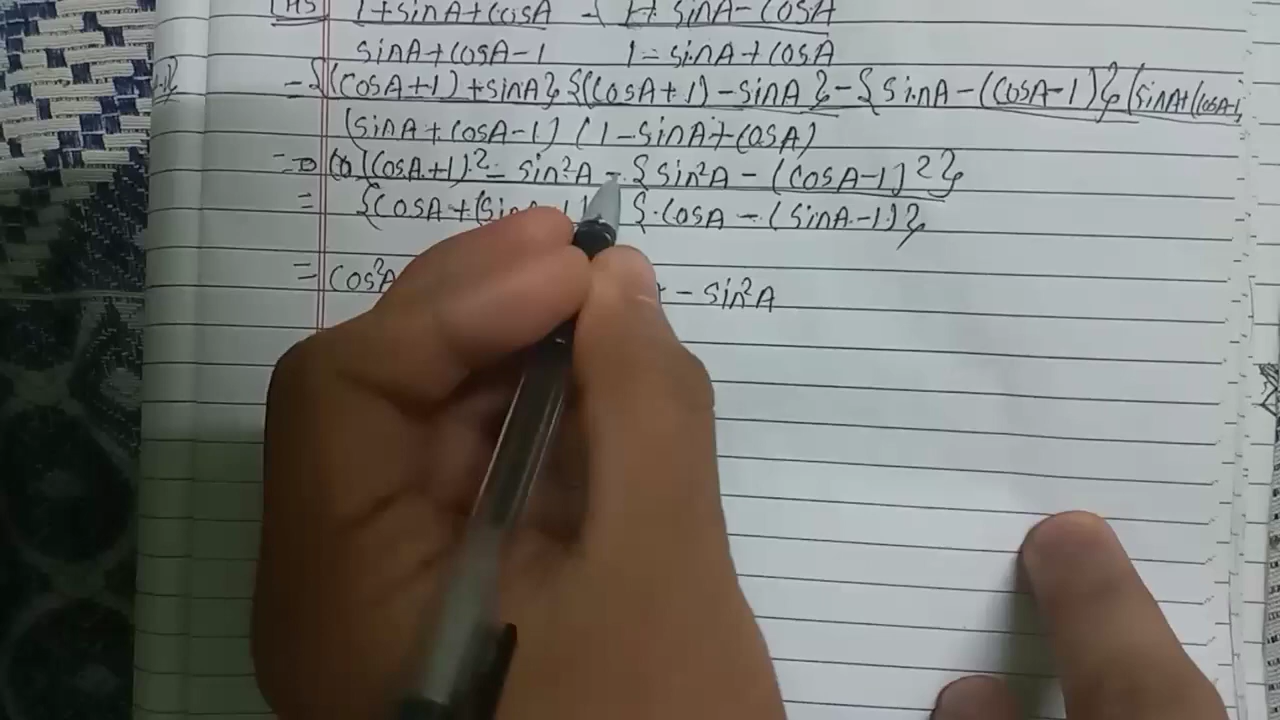 LHS 1+sinA+cosA - 1+ sinA-cosA
sinA+cosA-1 1-sinA+cosA
= {(cosA+1)+sinA} {(cosA+1)-sinA} - {sinA-(cosA-1)} (sinA+(cosA-1
(sinA+cosA-1) (1-sinA+cosA)
= (cosA+1)² - sin²A - {sin²A - (cosA-1)²}
= {cosA+(sin {cosA - (sinA-1)}
= cos²A - sin²A